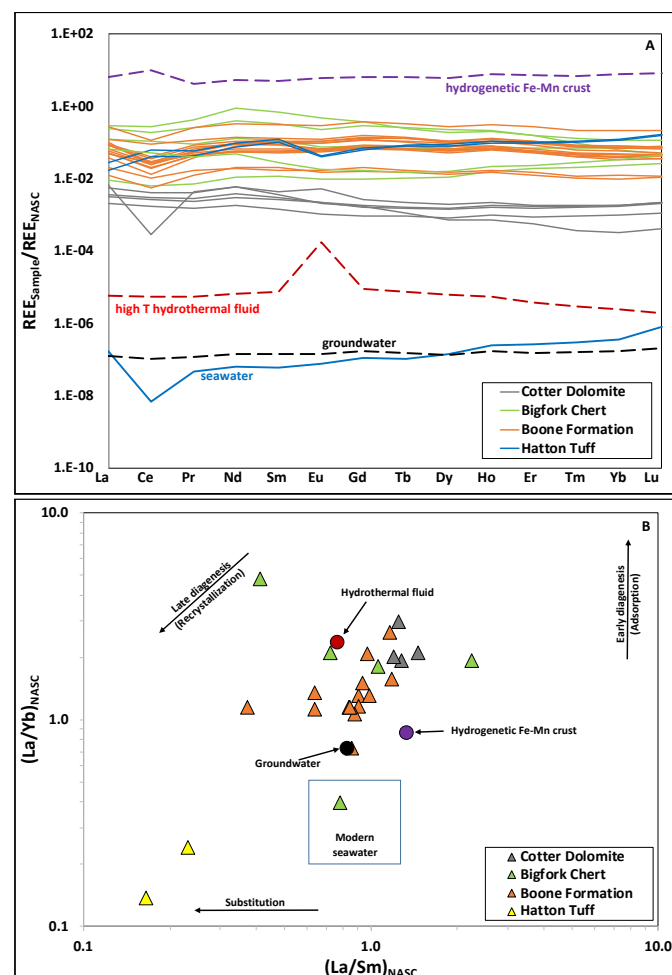 A
1.E+02
1.E+00
1.E-02
1.E-04
1.E-06
1.E-08
1.E-10
REE_Sample/REE_NASC
hydrogenetic Fe-Mn crust
high T hydrothermal fluid
groundwater
seawater
Cotter Dolomite
Bigfork Chert
Boone Formation
Hatton Tuff
La Ce Pr Nd Sm Eu Gd Tb Dy Ho Er Tm Yb Lu
B
10.0
1.0
0.1
(La/Yb)NASC
Late diagenesis
(Recrystallization)
Hydrothermal fluid
Early diagenesis
(Adsorption)
Hydrogenetic Fe-Mn crust
Groundwater
Modern
seawater
Substitution
Cotter Dolomite
Bigfork Chert
Boone Formation
Hatton Tuff
0.1 1.0 10.0
(La/Sm)NASC